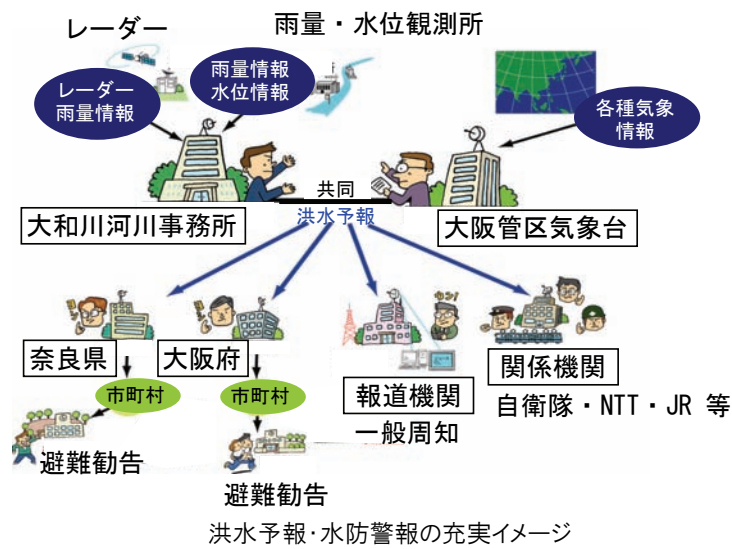 レーダー
雨量・水位観測所
レーダー
雨量情報
雨量情報
水位情報
各種気象
情報
共同
洪水予報
大和川河川事務所
大阪管区気象台
奈良県
大阪府
報道機関
関係機関
市町村
市町村
一般周知
自衛隊・NTT・JR 等
避難勧告
避難勧告
洪水予報・水防警報の充実イメージ